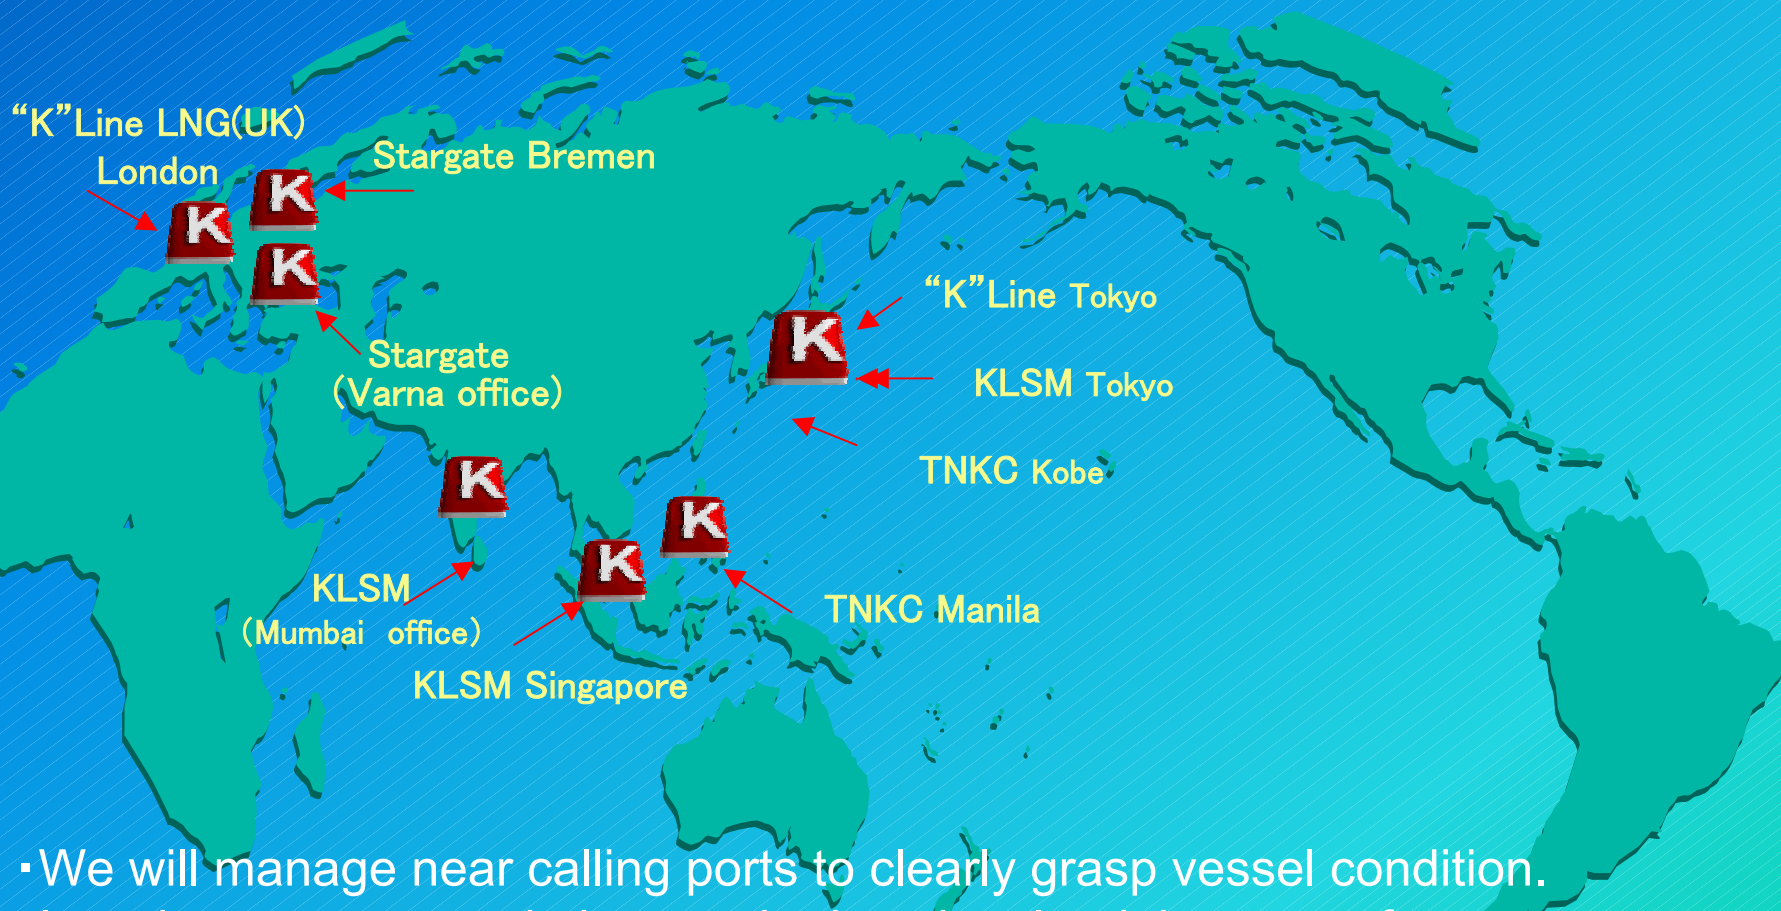 “K”Line LNG(UK)
London
Stargate Bremen
K
K
K
Stargate
(Varna office)
“K”Line Tokyo
K
KLSM Tokyo
TNKC Kobe
K
K
K
KLSM
(Mumbai office)
TNKC Manila
KLSM Singapore
・We will manage near calling ports to clearly grasp vessel condition.